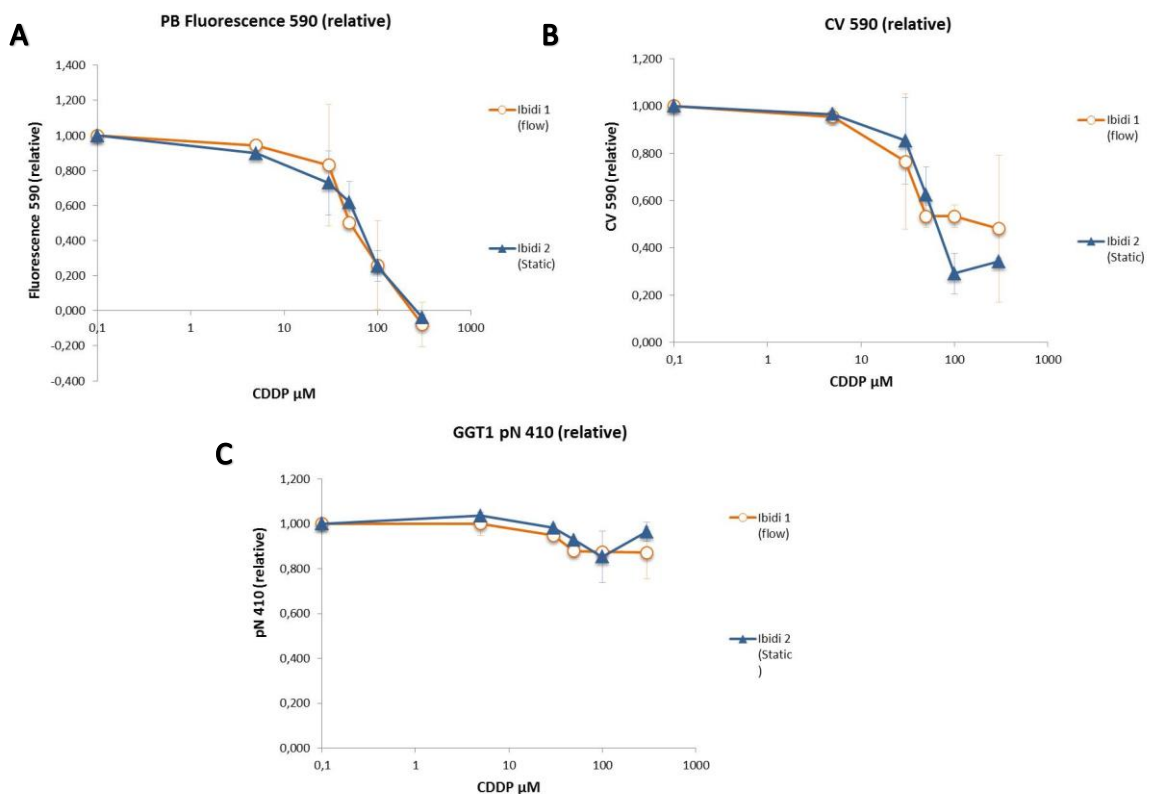 A
PB Fluorescence 590 (relative)
Fluorescence 590 (relative)
1,400
1,200
1,000
0,800
0,600
0,400
0,200
0,000
-0,200
-0,400
0,1
1
10
100
1000
CDDP µM
Ibidi 1
(flow)
Ibidi 2
(Static)
B
CV 590 (relative)
CV 590 (relative)
1,200
1,000
0,800
0,600
0,400
0,200
0,000
0,1
1
10
100
1000
CDDP µM
Ibidi 1
(flow)
Ibidi 2
(Static)
C
GGT1 pN 410 (relative)
pN 410 (relative)
1,200
1,000
0,800
0,600
0,400
0,200
0,000
0,1
1
10
100
1000
CDDP µM
Ibidi 1
(flow)
Ibidi 2
(Static
)